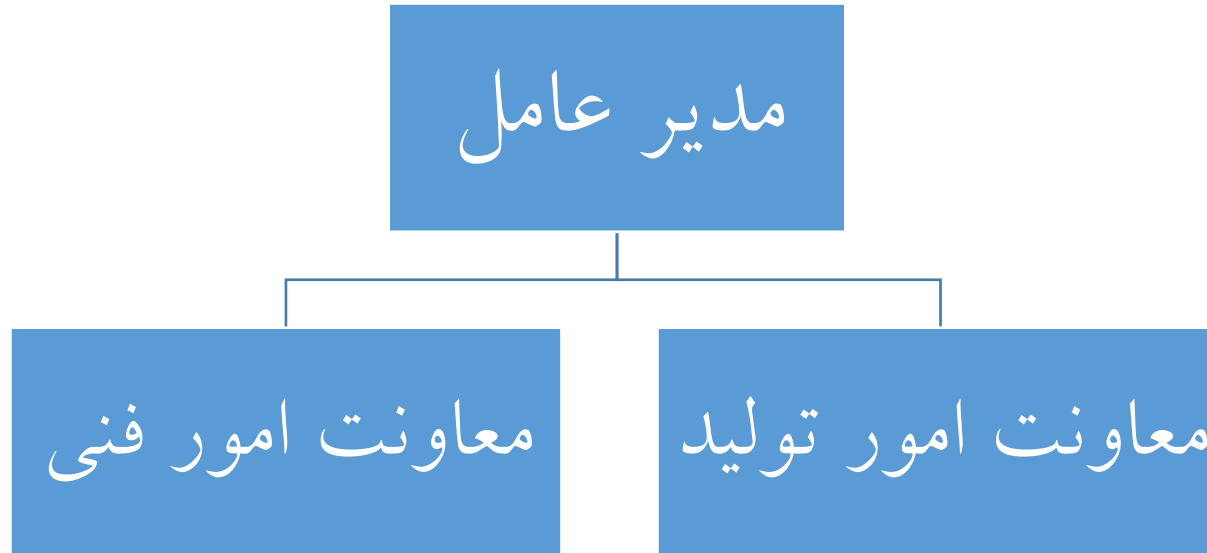 مدیر عامل
معاونت امور تولید
معاونت امور فنی